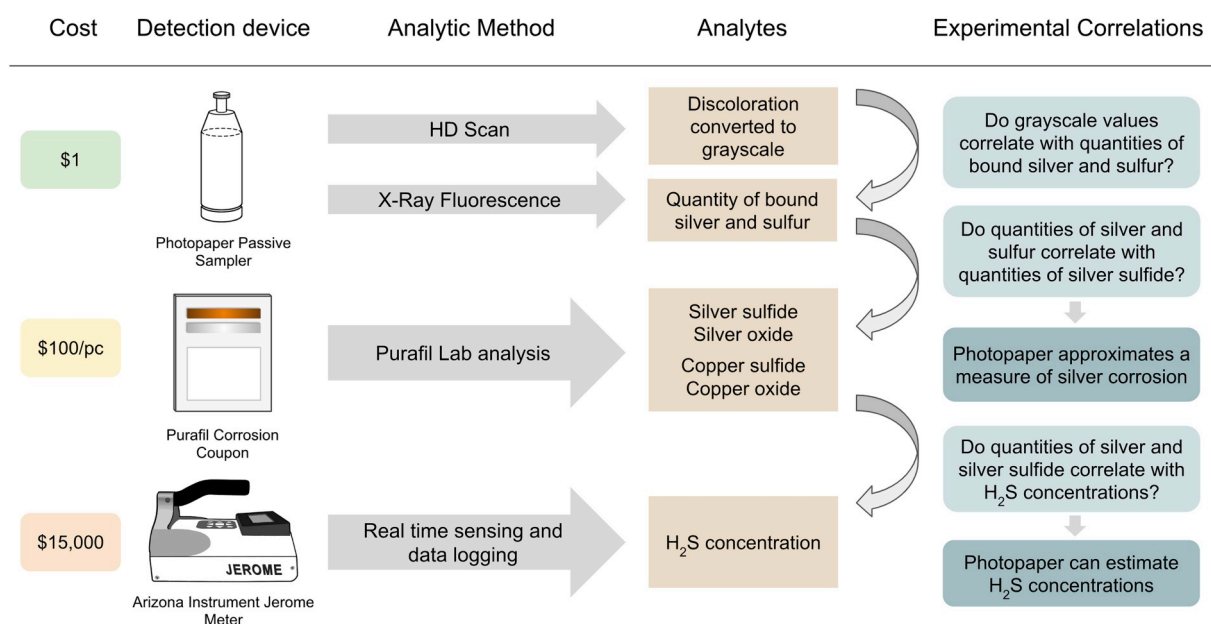 Cost
Detection device
Analytic Method
Analytes
Experimental Correlations
$1
Photopaper Passive
Sampler
HD Scan
X-Ray Fluorescence
Discoloration
converted to
grayscale
Quantity of bound
silver and sulfur
Do grayscale values
correlate with quantities of
bound silver and sulfur?
Do quantities of silver and
sulfur correlate with
quantities of silver sulfide?
$100/pc
Purafil Corrosion
Coupon
Purafil Lab analysis
Silver sulfide
Silver oxide
Copper sulfide
Copper oxide
Photopaper approximates a
measure of silver corrosion
Do quantities of silver and
silver sulfide correlate with
H₂S concentrations?
$15,000
JEROME
Arizona Instrument Jerome
Meter
Real time sensing and
data logging
H₂S concentration
Photopaper can estimate
H₂S concentrations